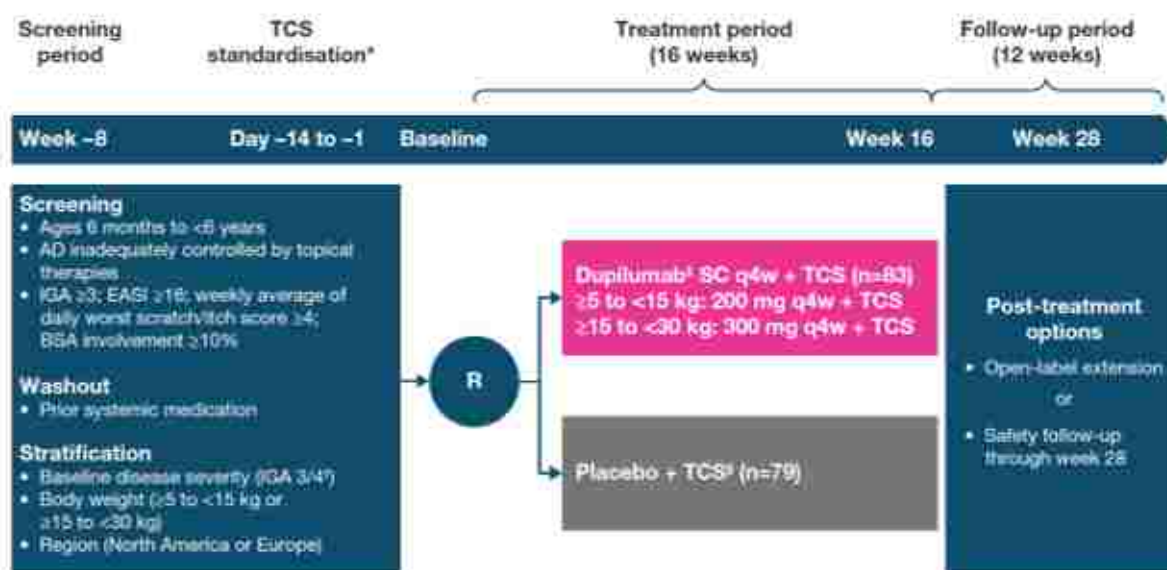 Screening
period
TCS
standardisation*
Treatment period
(16 weeks)
Follow-up period
(12 weeks)
Week –8
Day –14 to –1
Baseline
Week 16
Week 28
Screening
• Ages 6 months to <6 years
• AD inadequately controlled by topical
therapies
• IGA ≥3; EASI ≥16; weekly average of
daily worst scratch/itch score ≥4;
BSA involvement ≥10%
Washout
• Prior systemic medication
Stratification
• Baseline disease severity (IGA 3/4)
• Body weight (≥5 to <15 kg or
≥15 to <30 kg)
• Region (North America or Europe)
R
Dupilumab SC q4w + TCS (n=83)
≥5 to <15 kg: 200 mg q4w + TCS
≥15 to <30 kg: 300 mg q4w + TCS
Placebo + TCS (n=79)
Post-treatment
options
• Open-label extension
or
• Safety follow-up
through week 28